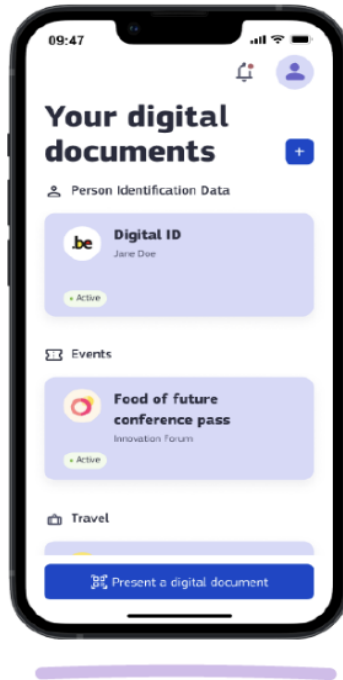 09:47
Your digital
documents
+
Person Identification Data
.be
Digital ID
Jane Doe
• Active
Events
Food of future
conference pass
Innovation Forum
• Active
Travel
Present a digital document